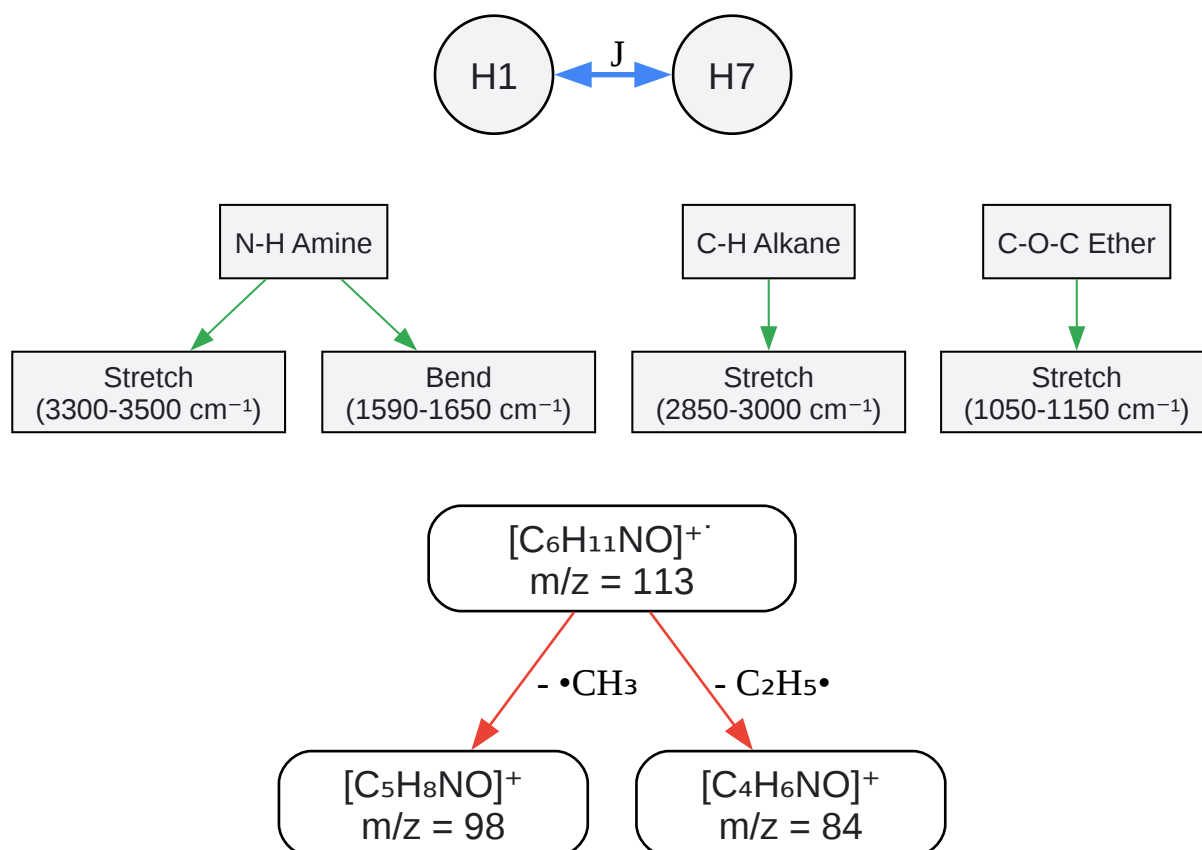 H1
J
H7
N-H Amine
C-H Alkane
C-O-C Ether
Stretch
(3300-3500 cm⁻¹)
Bend
(1590-1650 cm⁻¹)
Stretch
(2850-3000 cm⁻¹)
Stretch
(1050-1150 cm⁻¹)
[C₆H₁₁NO]⁺˙
m/z = 113
- •CH₃
- C₂H₅•
[C₅H₈NO]⁺
m/z = 98
[C₄H₆NO]⁺
m/z = 84